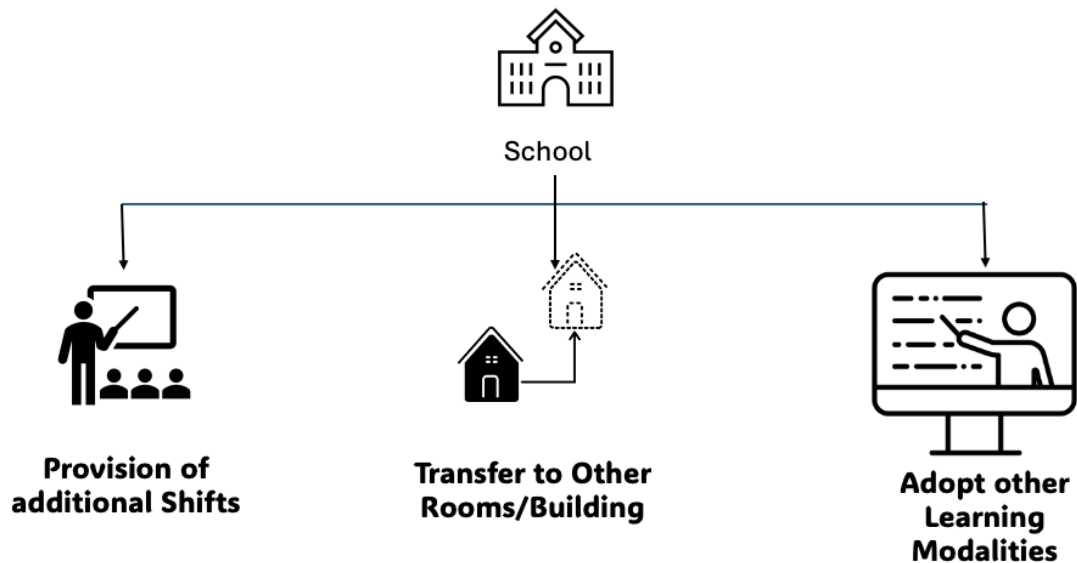 School
Provision of
additional Shifts
Transfer to Other
Rooms/Building
Adopt other
Learning
Modalities